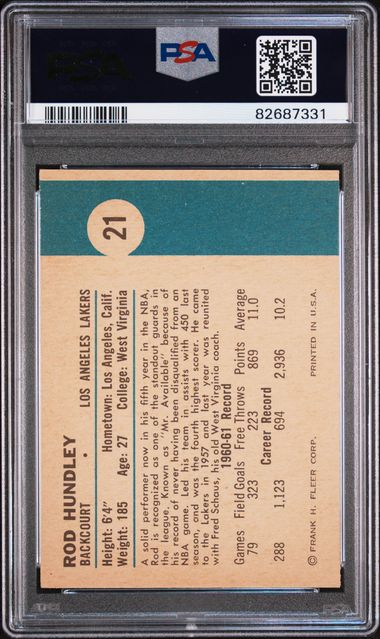 PSA
PSA
82687331
21
ROD HUNDLEY
BACKCOURT • LOS ANGELES LAKERS
Height: 6'4" Hometown: Los Angeles, Calif.
Weight: 185 Age: 27 College: West Virginia
A solid performer now in his fifth year in the NBA,
Rod is recognized as one of the standout guards in
the league. Known as "Mr. Available" because of
his record of never having been disqualified from an
NBA game. Led his team in assists with 450 last
season, and was the fourth highest scorer. He came
to the Lakers in 1957 and last year was reunited
with Fred Schaus, his old West Virginia coach.
1960-61 Record
Games Field Goals Free Throws Points Average
79 323 223 869 11.0
Career Record
288 1,123 694 2,936 10.2
© FRANK H. FLEER CORP. PRINTED IN U.S.A.
PSA